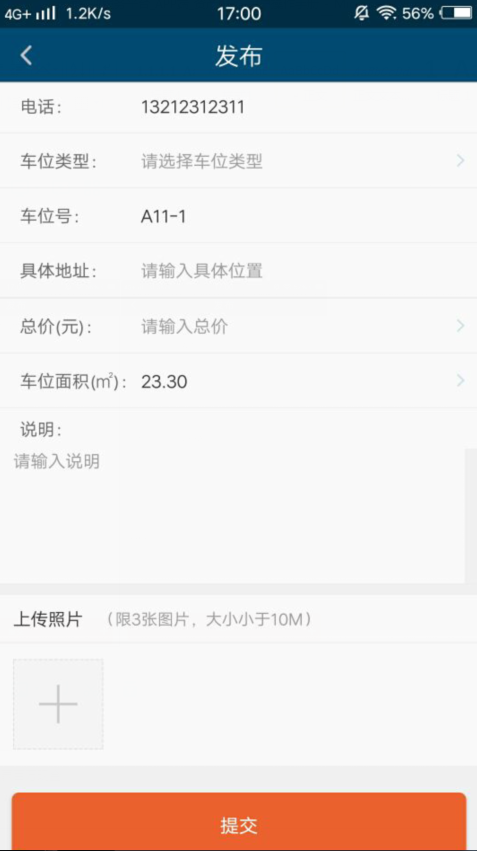 4G+ 1.2K/s 17:00 56%
发布
电话： 13212312311
车位类型： 请选择车位类型
车位号： A11-1
具体地址： 请输入具体位置
总价(元)： 请输入总价
车位面积(㎡)： 23.30
说明：
请输入说明
上传照片 （限3张图片，大小小于10M）
提交